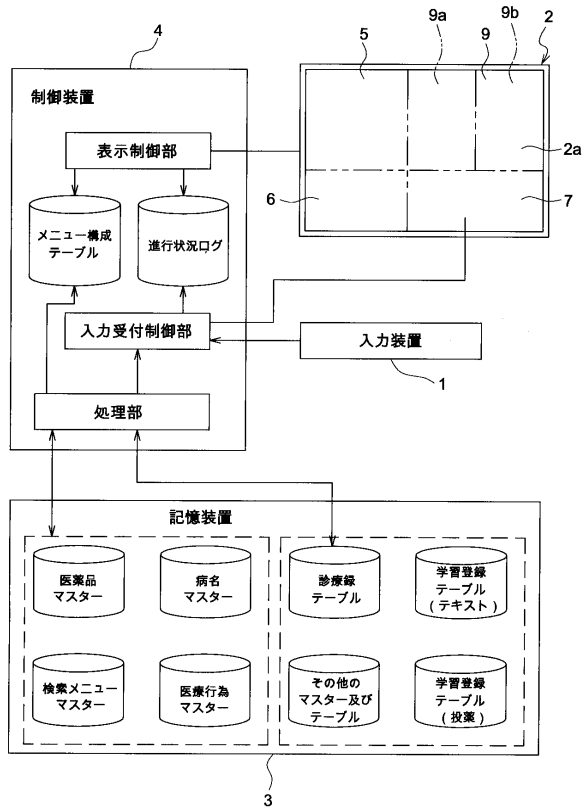 4
5
9a
9
9b
2
制御装置
表示制御部
2a
メニュー構成
テーブル
進行状況ログ
6
7
入力受付制御部
入力装置
1
処理部
記憶装置
医薬品
マスター
病名
マスター
診療録
テーブル
学習登録
テーブル
(テキスト)
検索メニュー
マスター
医療行為
マスター
その他の
マスター及び
テーブル
学習登録
テーブル
(投薬)
3